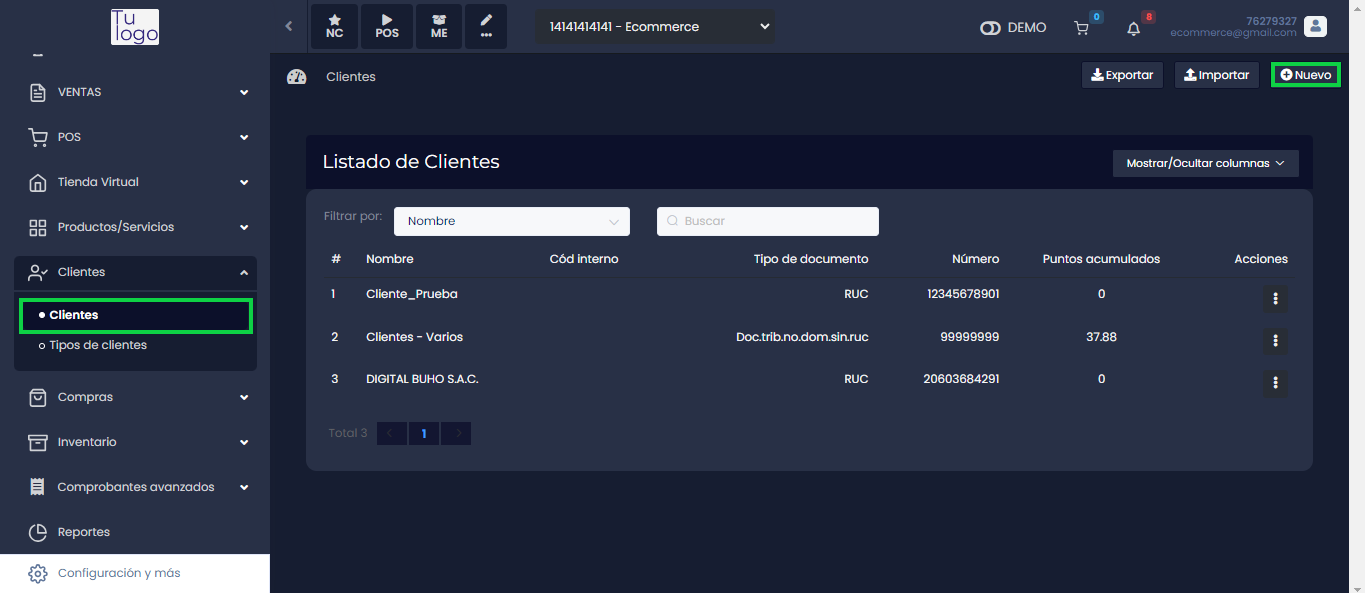 Tu
logo
NC
POS
ME
14141414141 - Ecommerce
DEMO
0
8
76279327
ecommerce@gmail.com
VENTAS
POS
Tienda Virtual
Productos/Servicios
Clientes
Clientes
Tipos de clientes
Compras
Inventario
Comprobantes avanzados
Reportes
Configuración y más
Clientes
Exportar
Importar
Nuevo
Listado de Clientes
Mostrar/Ocultar columnas
Filtrar por: Nombre Buscar
# Nombre Cód interno Tipo de documento Número Puntos acumulados Acciones
1 Cliente_Prueba RUC 12345678901 0
2 Clientes - Varios Doc.trib.no.dom.sin.ruc 99999999 37.88
3 DIGITAL BUHO S.A.C. RUC 20603684291 0
Total 3 1